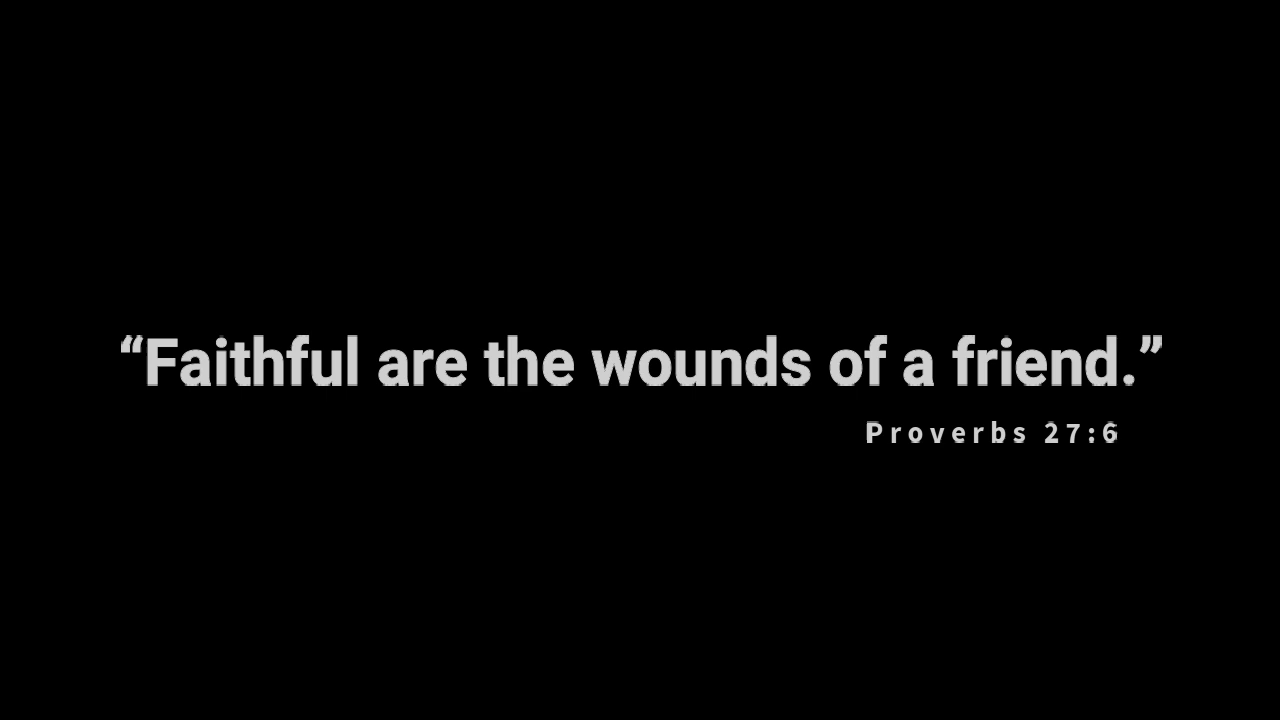 “Faithful are the wounds of a friend.”
Proverbs 27:6